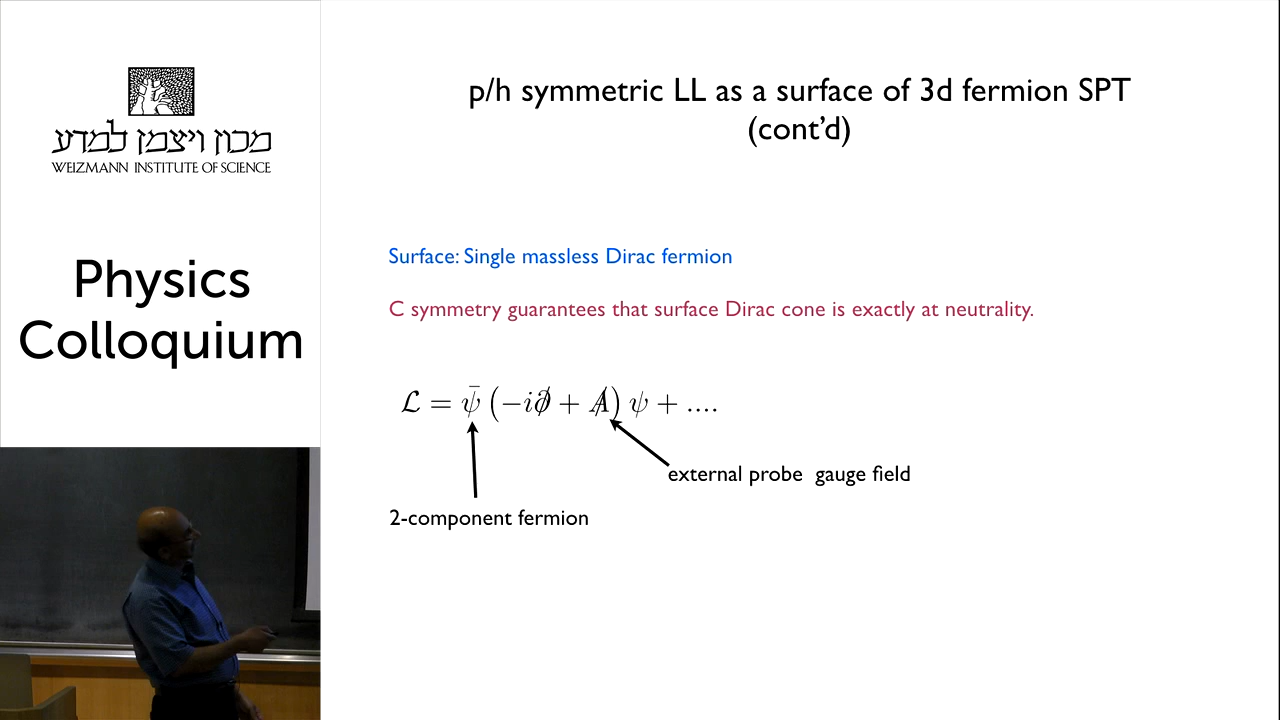 מכון ויצמן למדע
WEIZMANN INSTITUTE OF SCIENCE
Physics
Colloquium
p/h symmetric LL as a surface of 3d fermion SPT
(cont'd)
Surface: Single massless Dirac fermion
C symmetry guarantees that surface Dirac cone is exactly at neutrality.
ℒ = ψ̄ (−i∂̸ + A̸) ψ + ....
external probe gauge field
2-component fermion